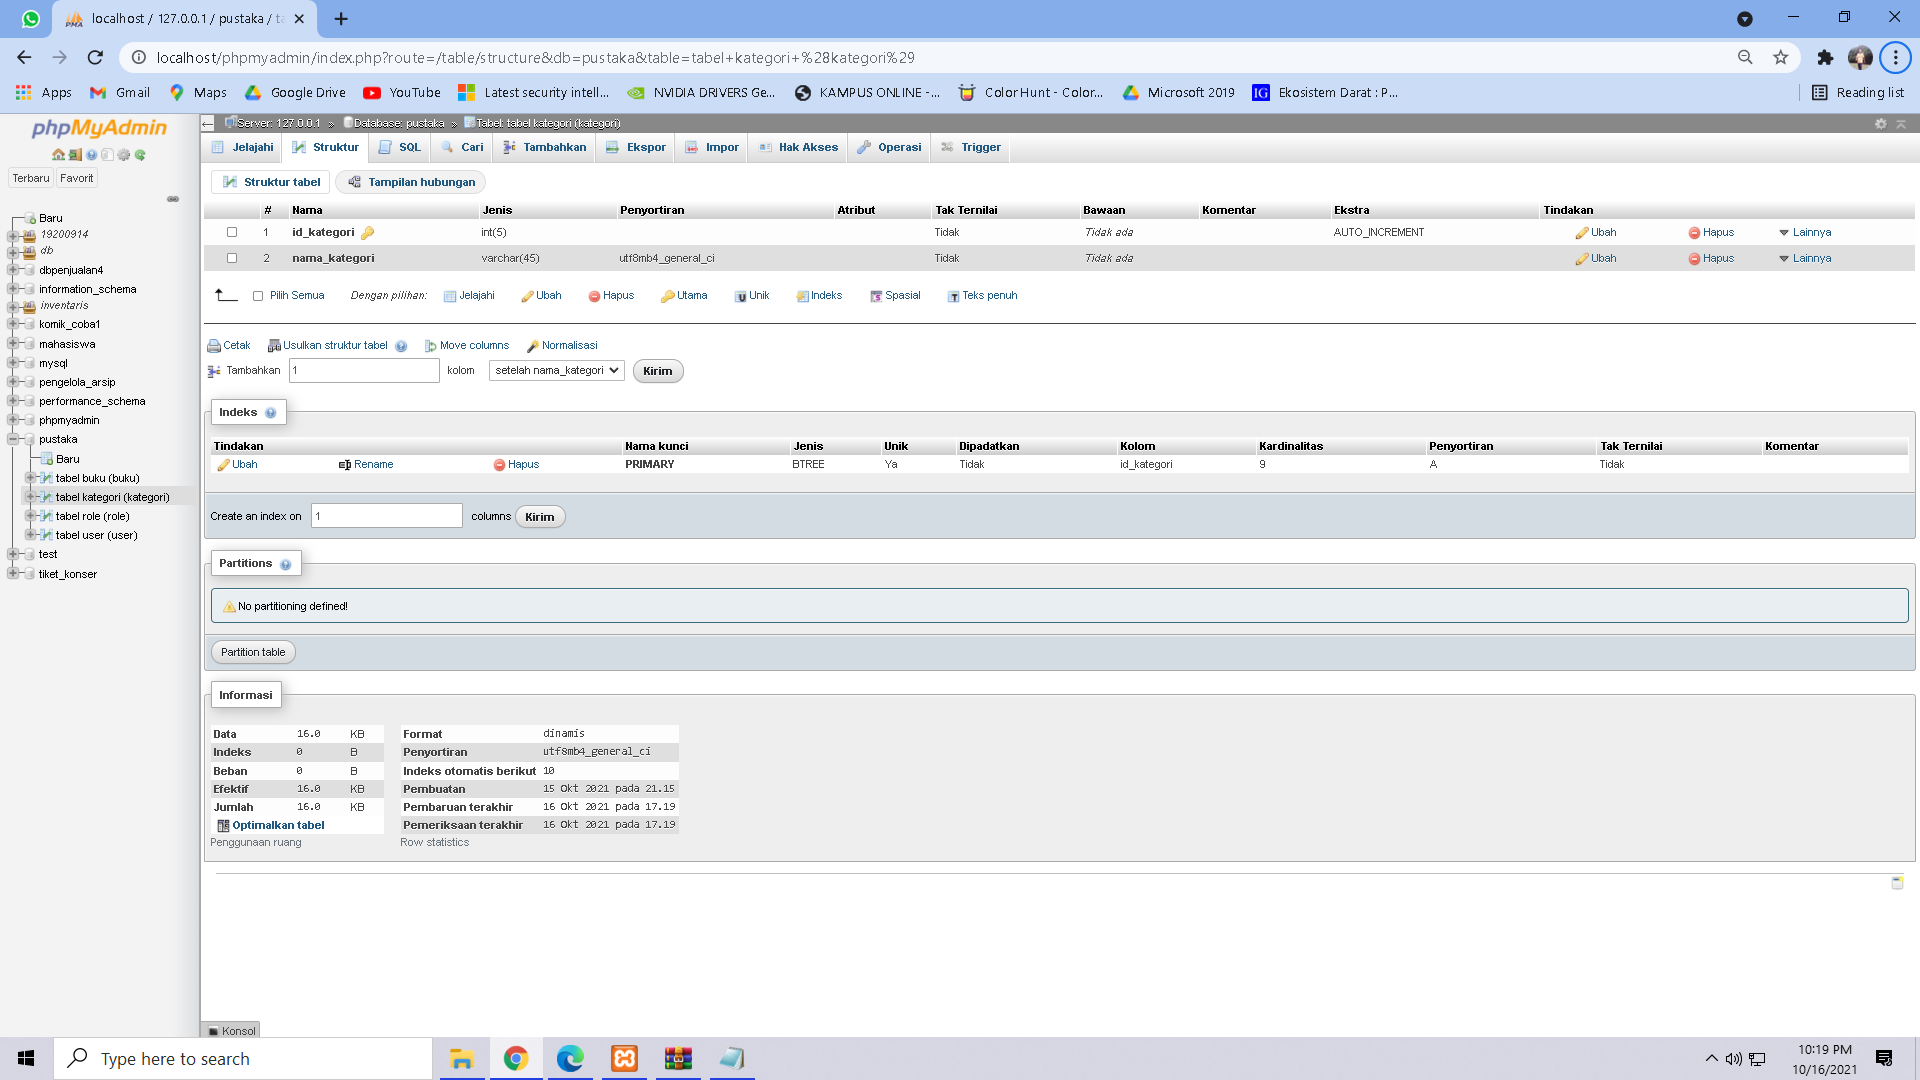 localhost / 127.0.0.1 / pustaka / ta
localhost/phpmyadmin/index.php?route=/table/structure&db=pustaka&table=tabel+kategori+%28kategori%29
Apps Gmail Maps Google Drive YouTube Latest security intell... NVIDIA DRIVERS Ge... KAMPUS ONLINE -... Color Hunt - Color... Microsoft 2019 Ekosistem Darat : P... Reading list
phpMyAdmin
Terbaru Favorit
Baru
19200914
db
dbpenjualan4
information_schema
inventaris
komik_coba1
mahasiswa
mysql
pengelola_arsip
performance_schema
phpmyadmin
pustaka
Baru
tabel buku (buku)
tabel kategori (kategori)
tabel role (role)
tabel user (user)
test
tiket_konser
Server: 127.0.0.1 » Database: pustaka » Tabel: tabel kategori (kategori)
Jelajahi Struktur SQL Cari Tambahkan Ekspor Impor Hak Akses Operasi Trigger
Struktur tabel Tampilan hubungan
# Nama Jenis Penyortiran Atribut Tak Ternilai Bawaan Komentar Ekstra Tindakan
1 id_kategori int(5) Tidak Tidak ada AUTO_INCREMENT Ubah Hapus Lainnya
2 nama_kategori varchar(45) utf8mb4_general_ci Tidak Tidak ada Ubah Hapus Lainnya
Pilih Semua Dengan pilihan: Jelajahi Ubah Hapus Utama Unik Indeks Spasial Teks penuh
Cetak Usulkan struktur tabel Move columns Normalisasi
Tambahkan 1 kolom setelah nama_kategori Kirim
Indeks
Tindakan Nama kunci Jenis Unik Dipadatkan Kolom Kardinalitas Penyortiran Tak Ternilai Komentar
Ubah Rename Hapus PRIMARY BTREE Ya Tidak id_kategori 9 A Tidak
Create an index on 1 columns Kirim
Partitions
No partitioning defined!
Partition table
Informasi
Data 16.0 KB
Indeks 0 B
Beban 0 B
Efektif 16.0 KB
Jumlah 16.0 KB
Optimalkan tabel
Penggunaan ruang
Format dinamis
Penyortiran utf8mb4_general_ci
Indeks otomatis berikut 10
Pembuatan 15 Okt 2021 pada 21.15
Pembaruan terakhir 16 Okt 2021 pada 17.19
Pemeriksaan terakhir 16 Okt 2021 pada 17.19
Row statistics
Konsol
Type here to search
10:19 PM
10/16/2021